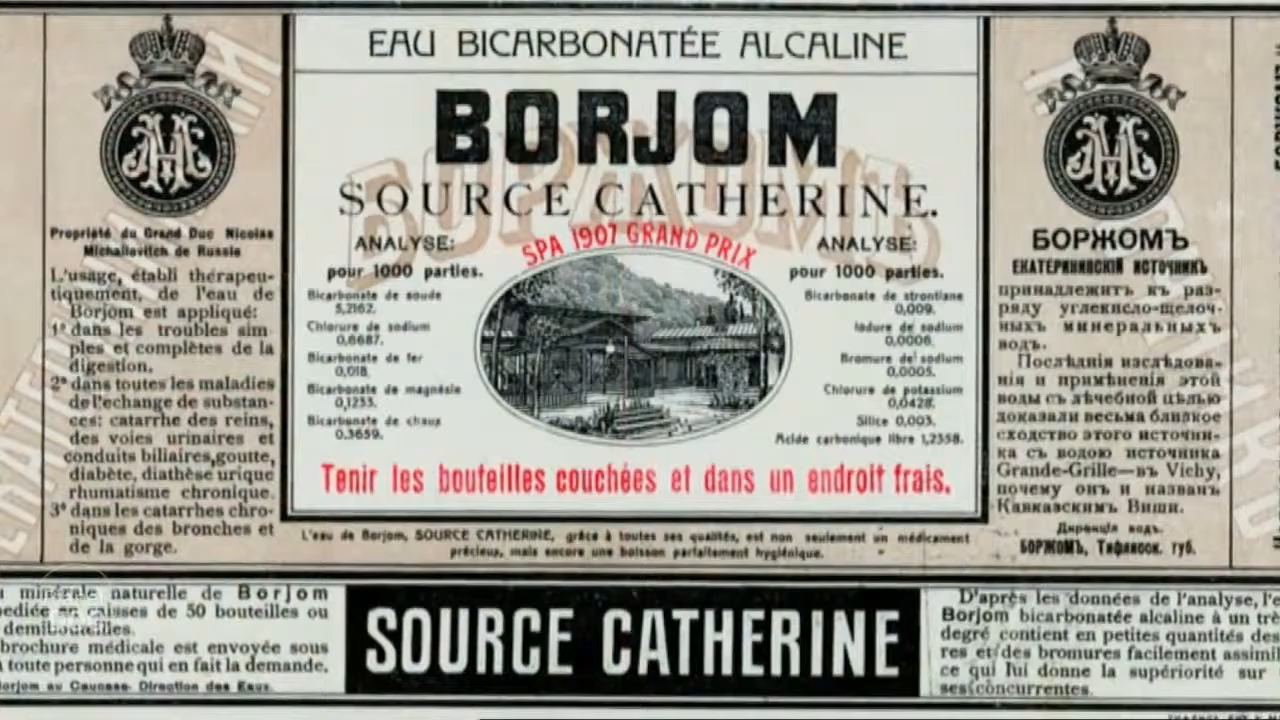 EAU BICARBONATÉE ALCALINE
BORJOM
SOURCE CATHERINE.
SPA 1907 GRAND PRIX
ANALYSE:
pour 1000 parties.
Bicarbonate de soude
5,2162.
Chlorure de sodium
0,6687.
Bicarbonate de fer
0,018.
Bicarbonate de magnésie
0,1253.
Bicarbonate de chaux
0,3659.
ANALYSE:
pour 1000 parties.
Bicarbonate de strontiane
0,009.
Iodure de sodium
0,0006.
Bromure de sodium
0,0005.
Chlorure de potassium
0,0428.
Silice 0,003.
Acide carbonique libre 1,2358.
Tenir les bouteilles couchées et dans un endroit frais.
L'eau de Borjom, SOURCE CATHERINE, grâce à toutes ses qualités, est non seulement un médicament
précieux, mais encore une boisson parfaitement hygiénique.
Propriété du Grand Duc Nicolas
Michaïlovitch de Russie
L'usage, établi thérapeu-
tiquement, de l'eau de
Borjom est appliqué:
1º dans les troubles sim-
ples et complètes de la
digestion.
2º dans toutes les maladies
de l'echange de substan-
ces: catarrhe des reins,
des voies urinaires et
conduits biliaires, goutte,
diabète, diathèse urique
rhumatisme chronique.
3º dans les catarrhes chro-
niques des bronches et
de la gorge.
БОРЖОМЪ
ЕКАТЕРИНИНСКІЙ ИСТОЧНИКЪ
принадлежитъ къ раз-
ряду углекисло-щелоч-
ныхъ минеральныхъ
водъ.
Послѣднія изслѣдова-
нія и примѣненія этой
воды съ лѣчебной цѣлью
доказали весьма близкое
сходство этого источни-
ка съ водою источника
Grande-Grille—въ Vichy,
почему онъ и названъ
Кавказскимъ Виши.
Дирекція водъ.
БОРЖОМЪ, Тифлисск. губ.
minérale naturelle de Borjom
caisses de 50 bouteilles ou
demibouteilles.
brochure médicale est envoyée sous
toute personne qui en fait la demande.
Borjom au Caucase. Direction des Eaux.
SOURCE CATHERINE
D'après les données de l'analyse,
Borjom bicarbonatée alcaline à un
degré contient en petites quantités des
et des bromures facilement
ce qui lui donne la supériorité sur
ses concurrentes.